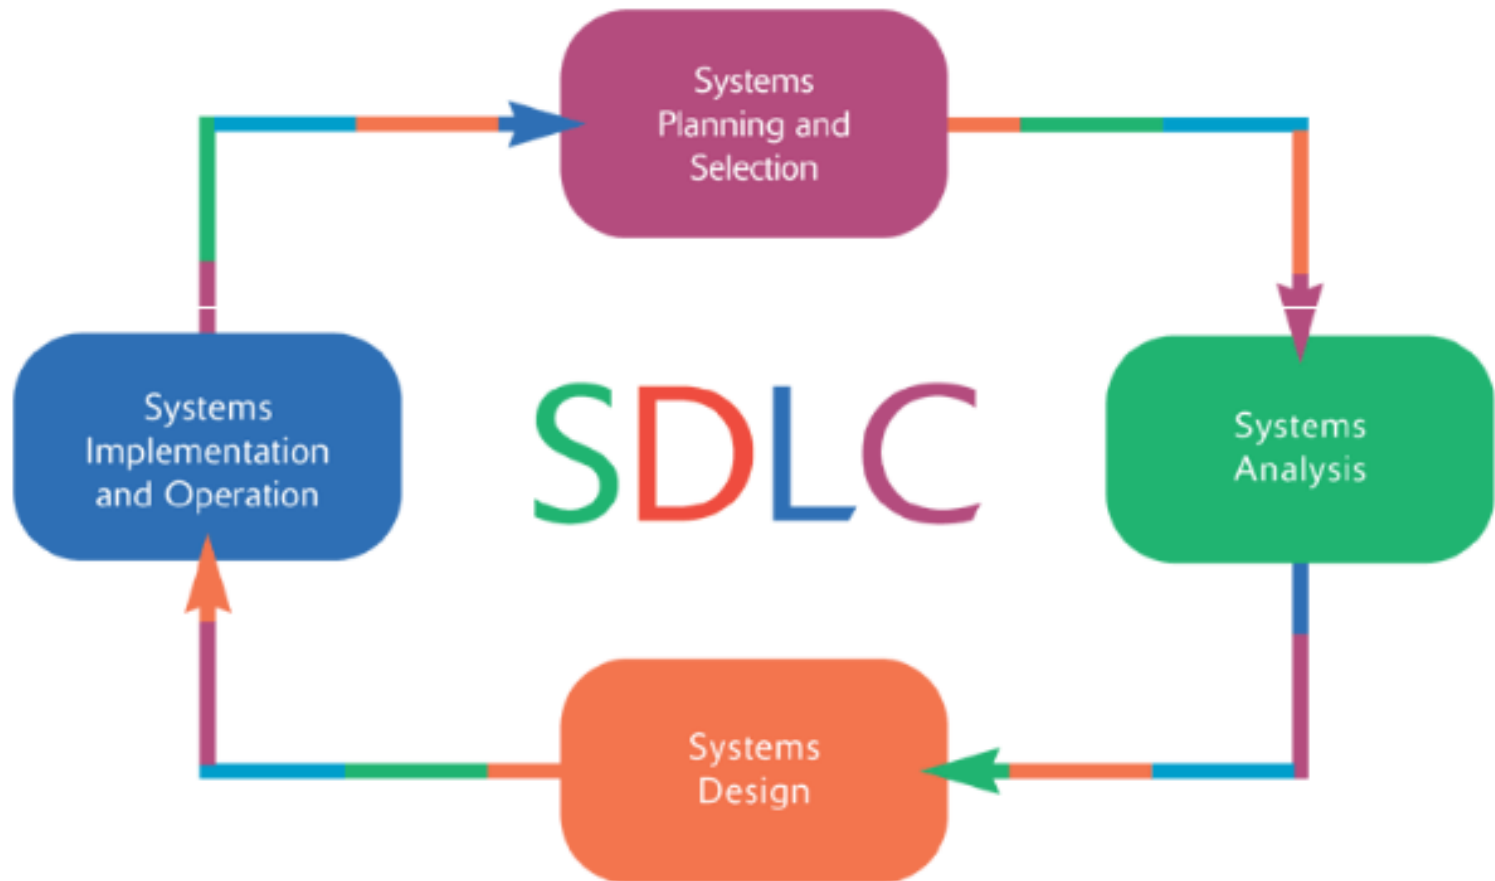 Systems
Planning and
Selection
Systems
Implementation
and Operation
SDLC
Systems
Analysis
Systems
Design